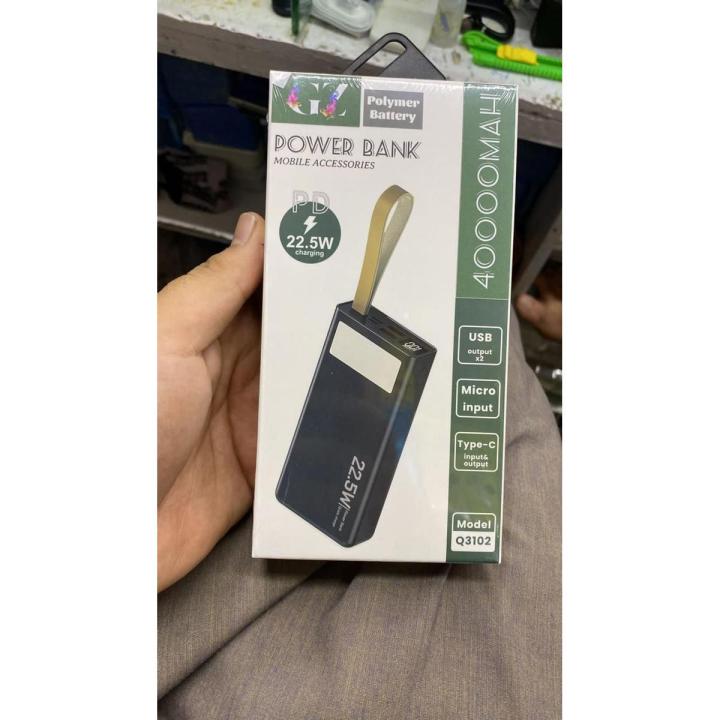 GZ
Polymer
Battery
POWER BANK
MOBILE ACCESSORIES
PD
22.5W
charging
40000MAH
USB
output
x2
Micro
input
Type-C
input&
output
22.5W
Model
Q3102